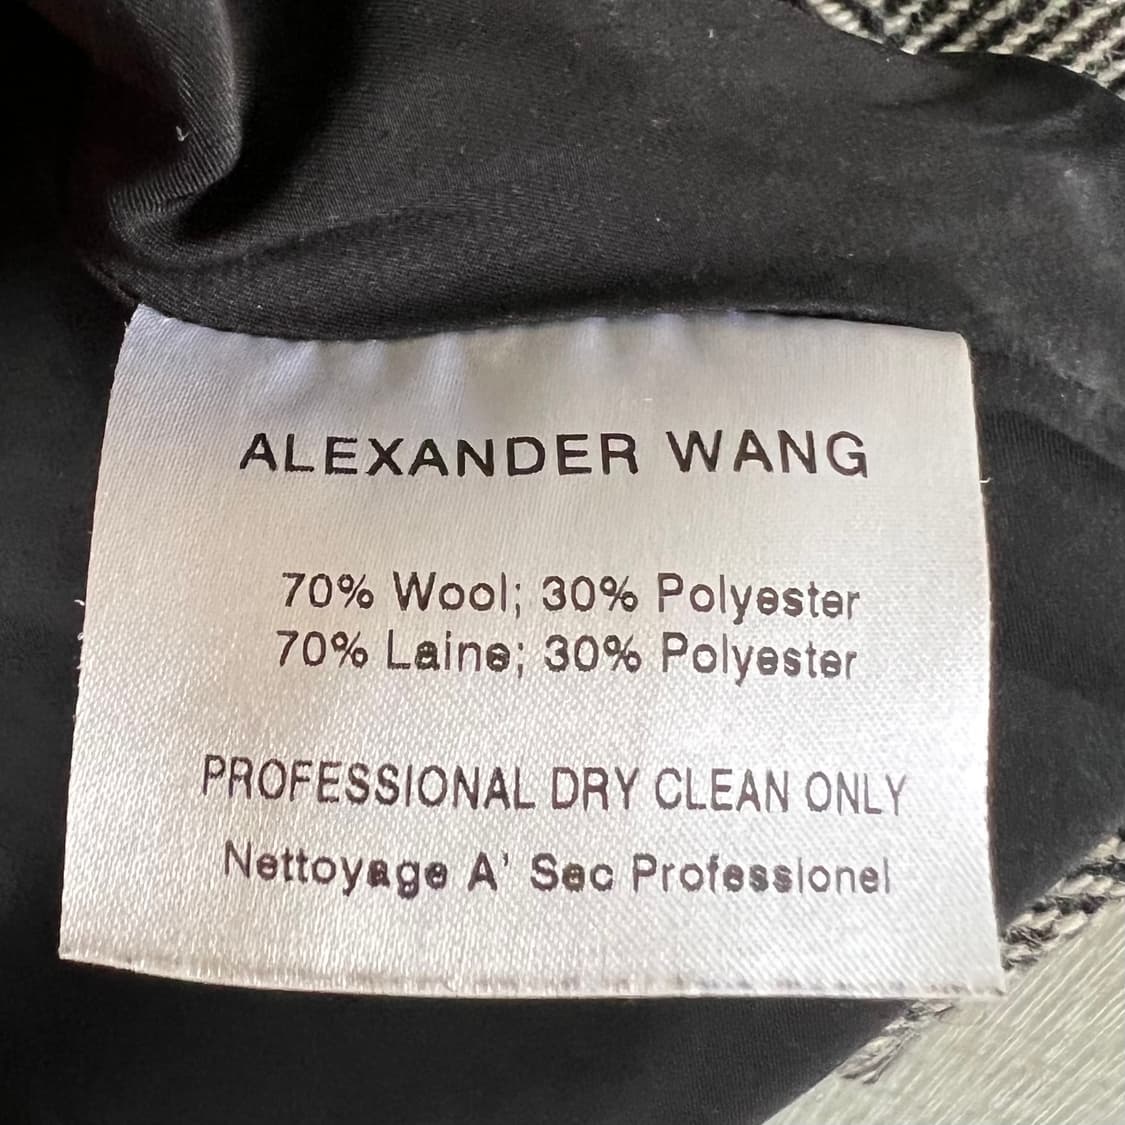 ALEXANDER WANG
70% Wool; 30% Polyester
70% Laine; 30% Polyester
PROFESSIONAL DRY CLEAN ONLY
Nettoyage A' Sec Professionel